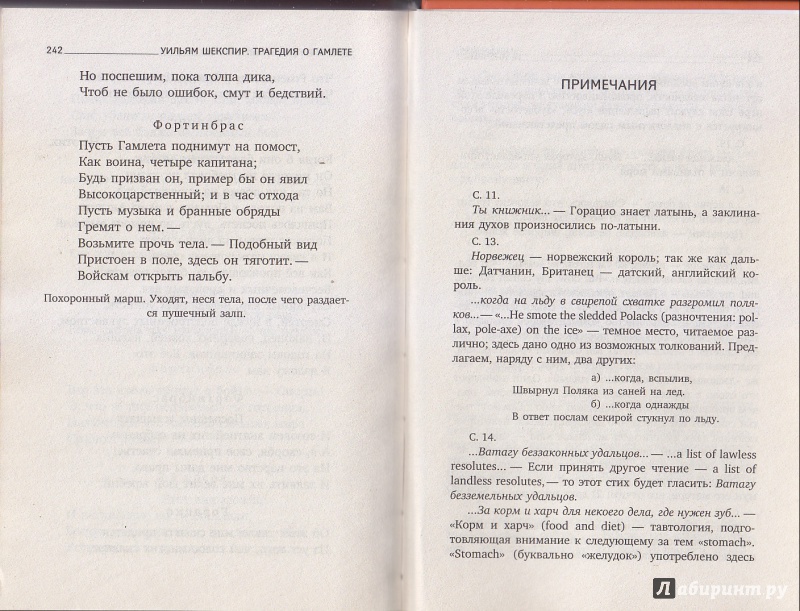 242 УИЛЬЯМ ШЕКСПИР. ТРАГЕДИЯ О ГАМЛЕТЕ
Но поспешим, пока толпа дика,
Чтоб не было ошибок, смут и бедствий.
Фортинбрас
Пусть Гамлета поднимут на помост,
Как воина, четыре капитана;
Будь призван он, пример бы он явил
Высокоцарственный; и в час отхода
Пусть музыка и бранные обряды
Гремят о нем. —
Возьмите прочь тела. — Подобный вид
Пристоен в поле, здесь он тяготит. —
Войскам открыть пальбу.
Похоронный марш. Уходят, неся тела, после чего раздает-
ся пушечный залп.
ПРИМЕЧАНИЯ
С. 11.
Ты книжник... — Горацио знает латынь, а заклина-
ния духов произносились по-латыни.
С. 13.
Норвежец — норвежский король; так же как даль-
ше: Датчанин, Британец — датский, английский ко-
роль.
...когда на льду в свирепой схватке разгромил поля-
ков... — «...He smote the sledded Polacks (разночтения: pol-
lax, pole-axe) on the ice» — темное место, читаемое раз-
лично; здесь дано одно из возможных толкований. Пред-
лагаем, наряду с ним, два других:
а) ...когда, вспылив,
Швырнул Поляка из саней на лед.
б) ...когда однажды
В ответ послам секирой стукнул по льду.
С. 14.
...Ватагу беззаконных удальцов... — ...a list of lawless
resolutes... — Если принять другое чтение — a list of
landless resolutes, — то этот стих будет гласить: Ватагу
безземельных удальцов.
...За корм и харч для некоего дела, где нужен зуб... —
«Корм и харч» (food and diet) — тавтология, подго-
товляющая внимание к следующему за тем «stomach».
«Stomach» (буквально «желудок») употреблено здесь
Лабиринт.ру